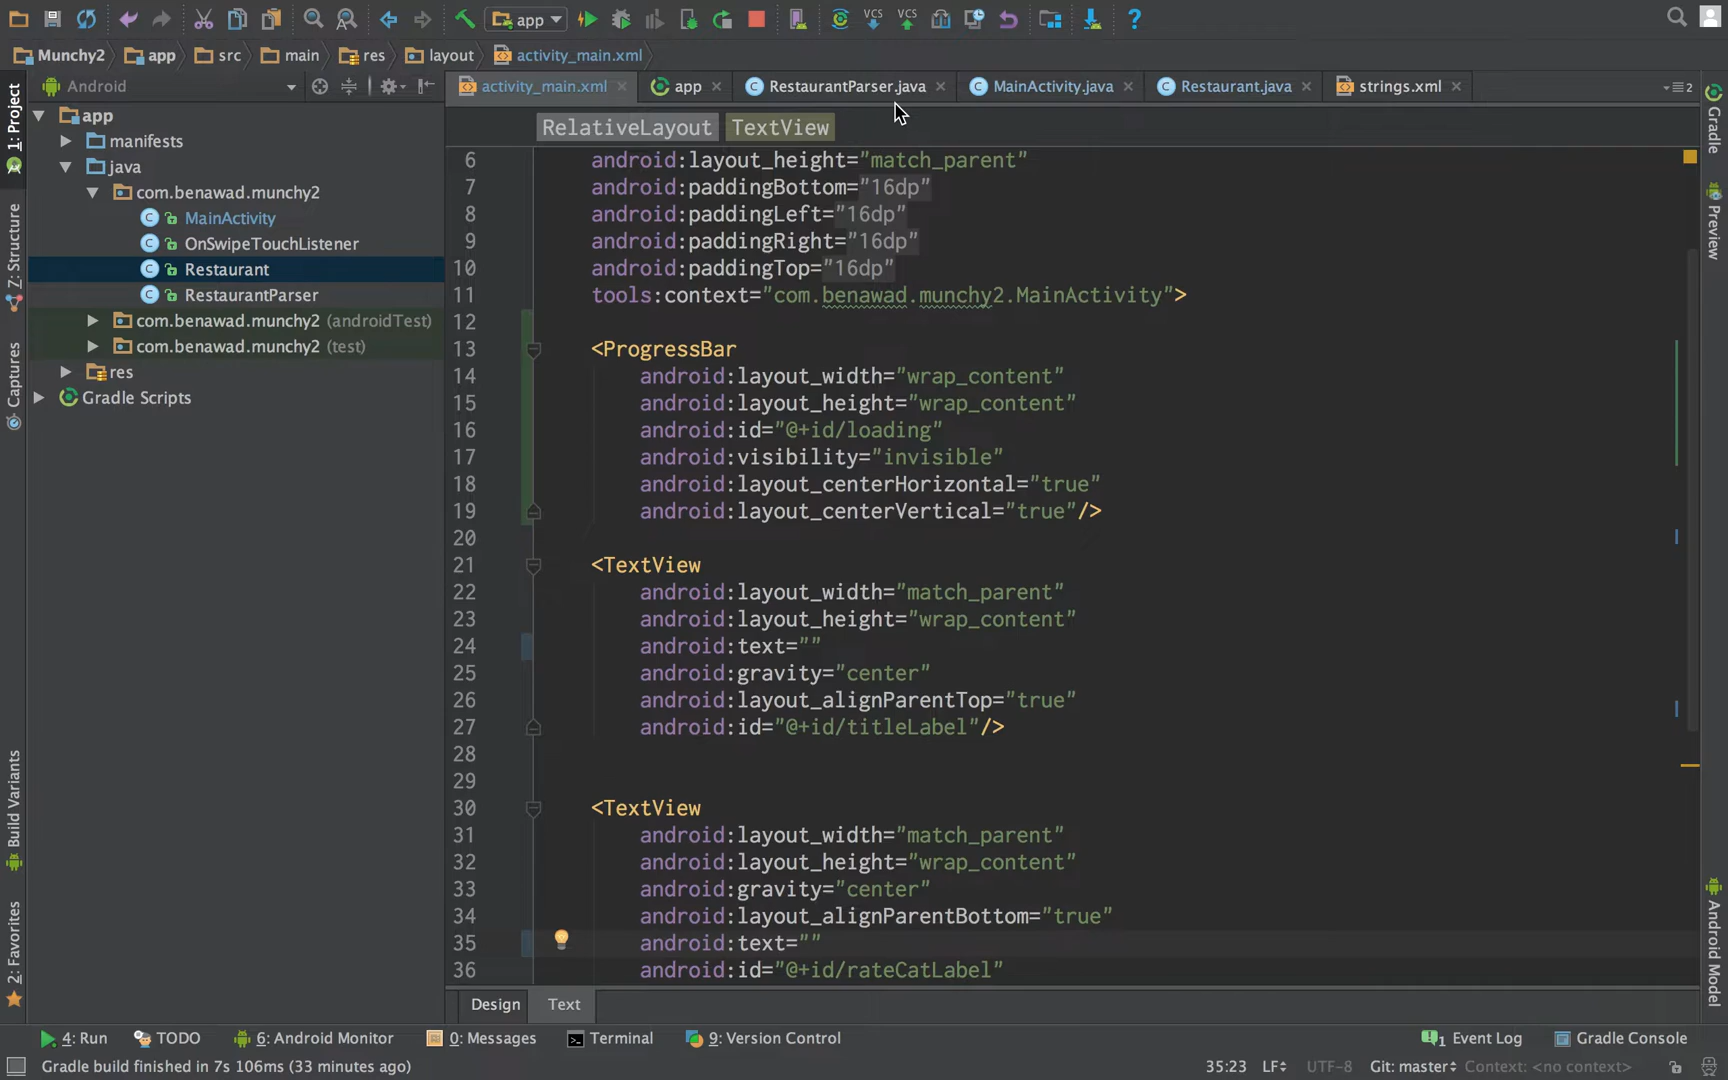 app
Munchy2 app src main res layout activity_main.xml
Android
activity_main.xml app RestaurantParser.java MainActivity.java Restaurant.java strings.xml 2
RelativeLayout TextView
1: Project
Z: Structure
Captures
Build Variants
2: Favorites
app
manifests
java
com.benawad.munchy2
MainActivity
OnSwipeTouchListener
Restaurant
RestaurantParser
com.benawad.munchy2 (androidTest)
com.benawad.munchy2 (test)
res
Gradle Scripts
6 android:layout_height="match_parent"
7 android:paddingBottom="16dp"
8 android:paddingLeft="16dp"
9 android:paddingRight="16dp"
10 android:paddingTop="16dp"
11 tools:context="com.benawad.munchy2.MainActivity">
12
13 <ProgressBar
14 android:layout_width="wrap_content"
15 android:layout_height="wrap_content"
16 android:id="@+id/loading"
17 android:visibility="invisible"
18 android:layout_centerHorizontal="true"
19 android:layout_centerVertical="true"/>
20
21 <TextView
22 android:layout_width="match_parent"
23 android:layout_height="wrap_content"
24 android:text=""
25 android:gravity="center"
26 android:layout_alignParentTop="true"
27 android:id="@+id/titleLabel"/>
28
29
30 <TextView
31 android:layout_width="match_parent"
32 android:layout_height="wrap_content"
33 android:gravity="center"
34 android:layout_alignParentBottom="true"
35 android:text=""
36 android:id="@+id/rateCatLabel"
Gradle
Preview
Android Model
Design Text
4: Run TODO 6: Android Monitor 0: Messages Terminal 9: Version Control 1 Event Log Gradle Console
Gradle build finished in 7s 106ms (33 minutes ago) 35:23 LF UTF-8 Git: master Context: <no context>